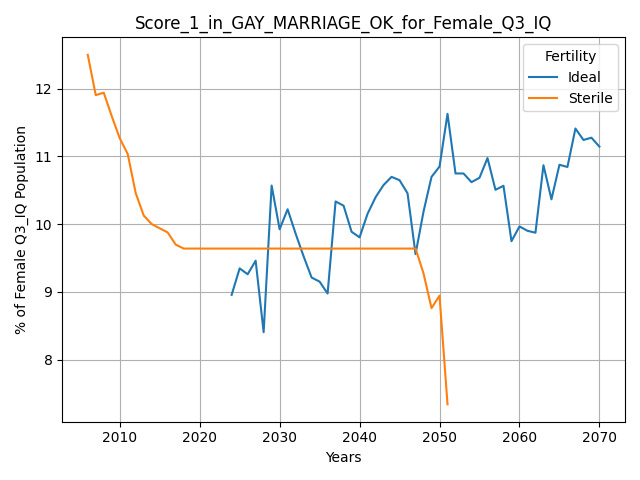 Score_1_in_GAY_MARRIAGE_OK_for_Female_Q3_IQ
% of Female Q3_IQ Population
12
11
10
9
8
Fertility
Ideal
Sterile
2010 2020 2030 2040 2050 2060 2070
Years